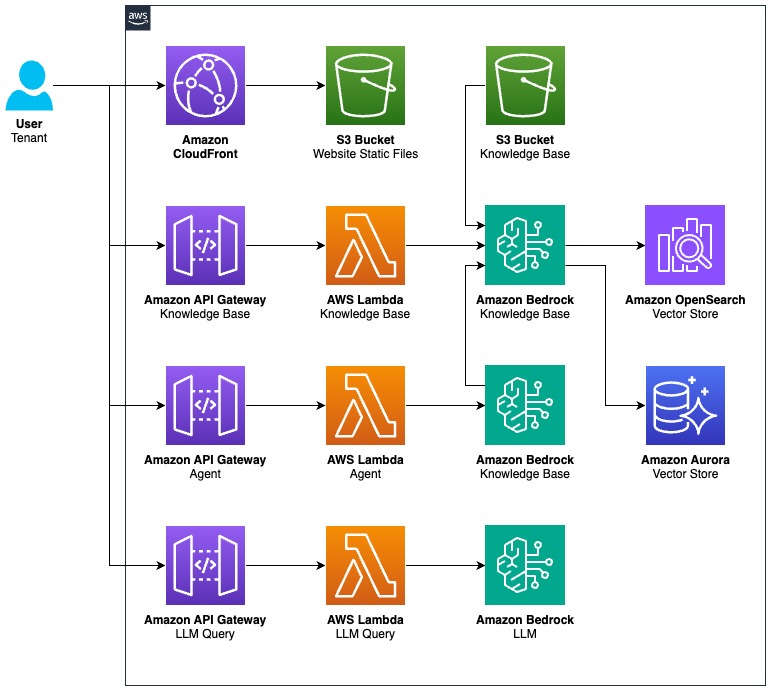 aws
User
Tenant
Amazon
CloudFront
S3 Bucket
Website Static Files
S3 Bucket
Knowledge Base
Amazon API Gateway
Knowledge Base
AWS Lambda
Knowledge Base
Amazon Bedrock
Knowledge Base
Amazon OpenSearch
Vector Store
Amazon API Gateway
Agent
AWS Lambda
Agent
Amazon Bedrock
Knowledge Base
Amazon Aurora
Vector Store
Amazon API Gateway
LLM Query
AWS Lambda
LLM Query
Amazon Bedrock
LLM